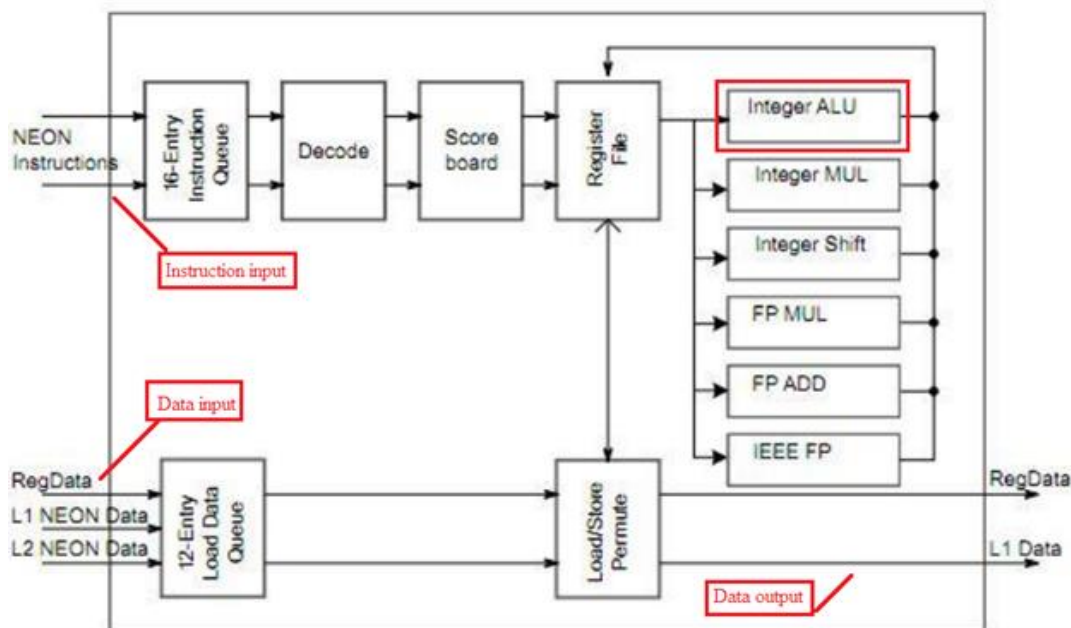 NEON
Instructions
16-Entry
Instruction
Queue
Decode
Score
board
Register
File
Integer ALU
Integer MUL
Integer Shift
FP MUL
FP ADD
IEEE FP
Instruction input
Data input
RegData
L1 NEON Data
L2 NEON Data
12-Entry
Load Data
Queue
Load/Store
Permute
RegData
L1 Data
Data output